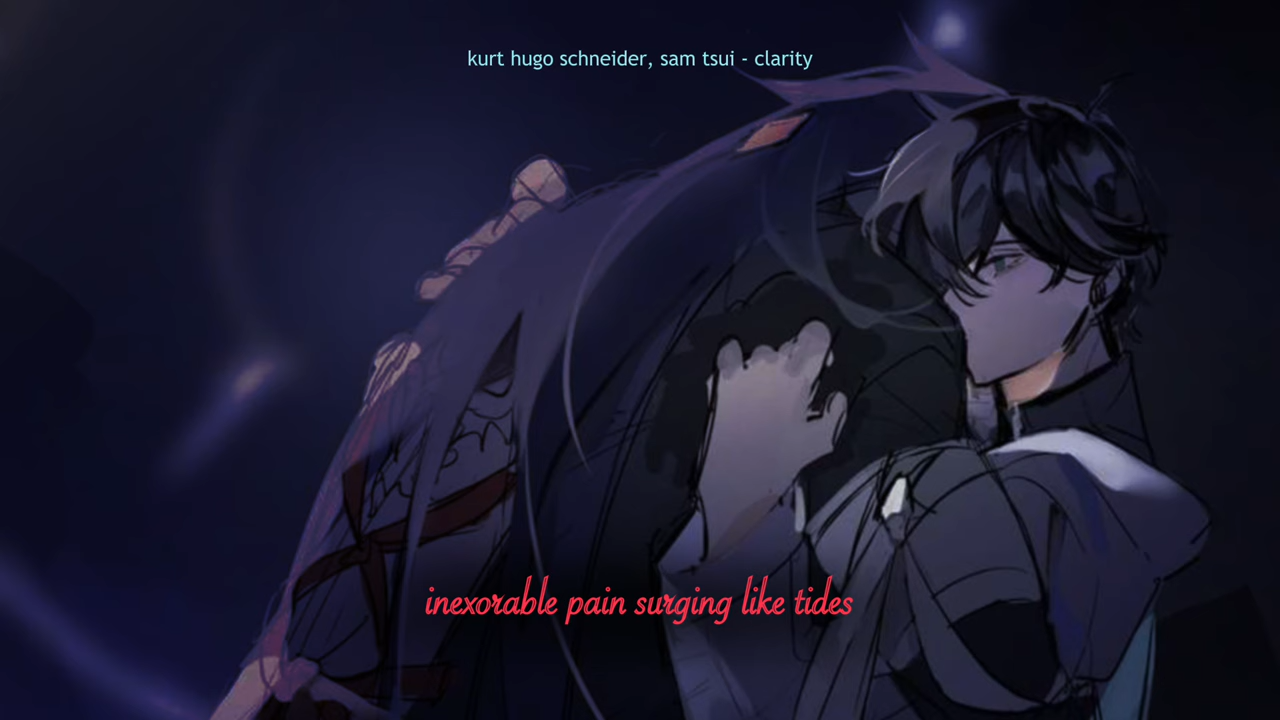 kurt hugo schneider, sam tsui - clarity
inexorable pain surging like tides